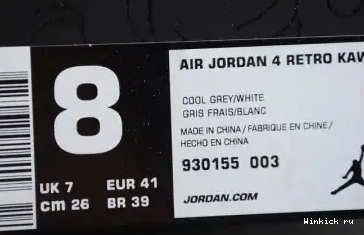 8
UK 7 EUR 41
cm 26 BR 39
AIR JORDAN 4 RETRO KAW
COOL GREY/WHITE
GRIS FRAIS/BLANC
MADE IN CHINA / FABRIQUE EN CHINE/
HECHO EN CHINA
930155 003
JORDAN.COM
Winkick.ru